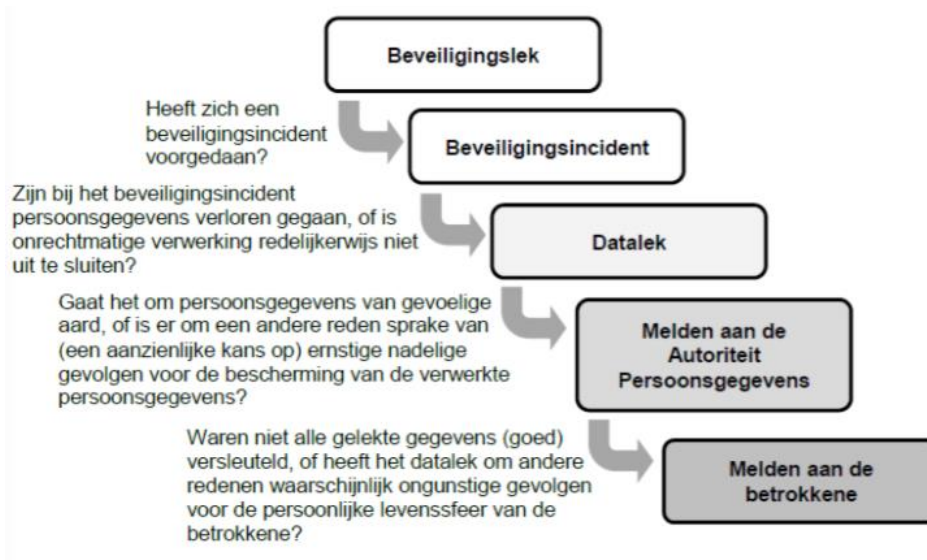 Beveiligingslek
Heeft zich een
beveiligingsincident
voorgedaan?
Beveiligingsincident
Zijn bij het beveiligingsincident
persoonsgegevens verloren gegaan, of is
onrechtmatige verwerking redelijkerwijs niet
uit te sluiten?
Datalek
Gaat het om persoonsgegevens van gevoelige
aard, of is er om een andere reden sprake van
(een aanzienlijke kans op) ernstige nadelige
gevolgen voor de bescherming van de verwerkte
persoonsgegevens?
Melden aan de
Autoriteit
Persoonsgegevens
Waren niet alle gelekte gegevens (goed)
versleuteld, of heeft het datalek om andere
redenen waarschijnlijk ongunstige gevolgen
voor de persoonlijke levenssfeer van de
betrokkene?
Melden aan de
betrokkene